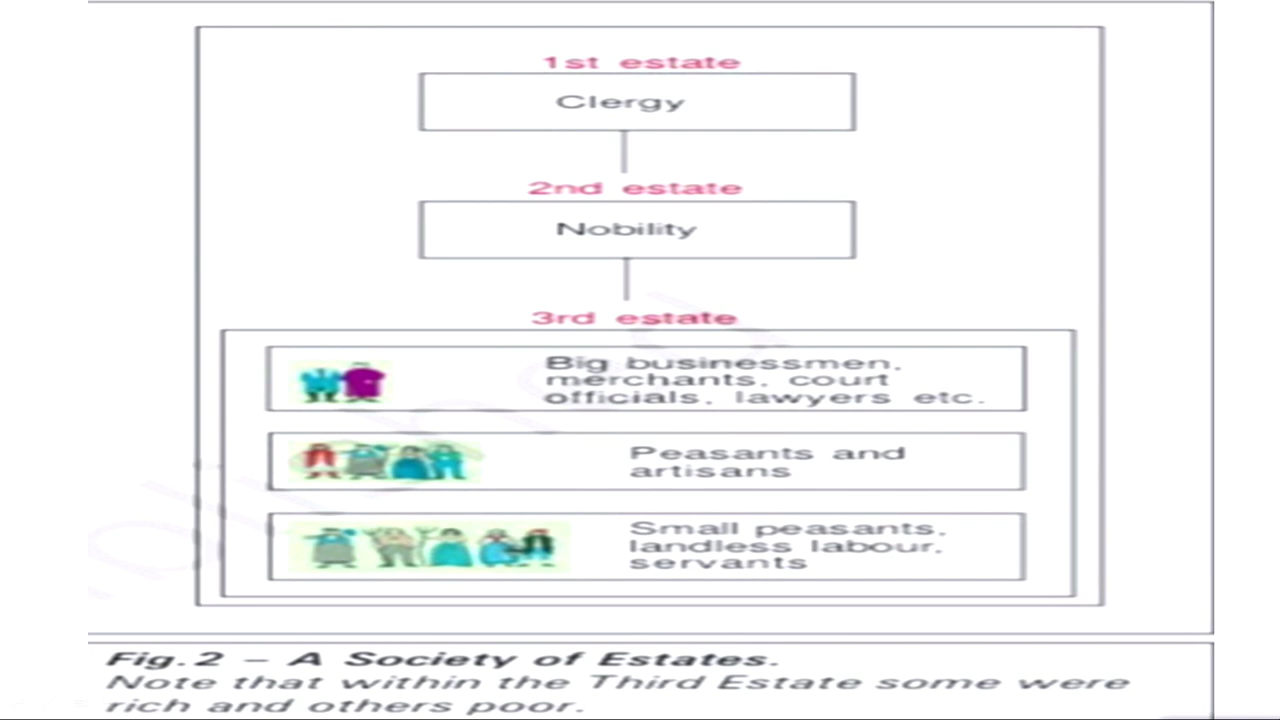 1st estate
Clergy
2nd estate
Nobility
3rd estate
Big businessmen,
merchants, court
officials, lawyers etc.
Peasants and
artisans
Small peasants,
landless labour,
servants
Fig.2 – A Society of Estates.
Note that within the Third Estate some were
rich and others poor.